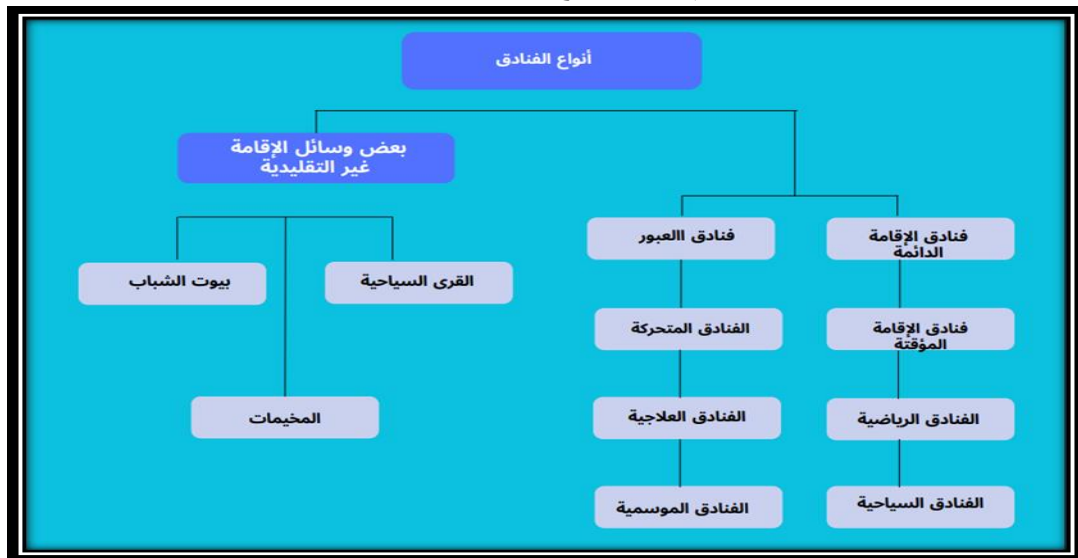 أنواع الفنادق
بعض وسائل الإقامة
غير التقليدية
فنادق الإقامة
الدائمة
فنادق االعبور
القرى السياحية
بيوت الشباب
فنادق الإقامة
المؤقتة
الفنادق المتحركة
المخيمات
الفنادق الرياضية
الفنادق العلاجية
الفنادق السياحية
الفنادق الموسمية